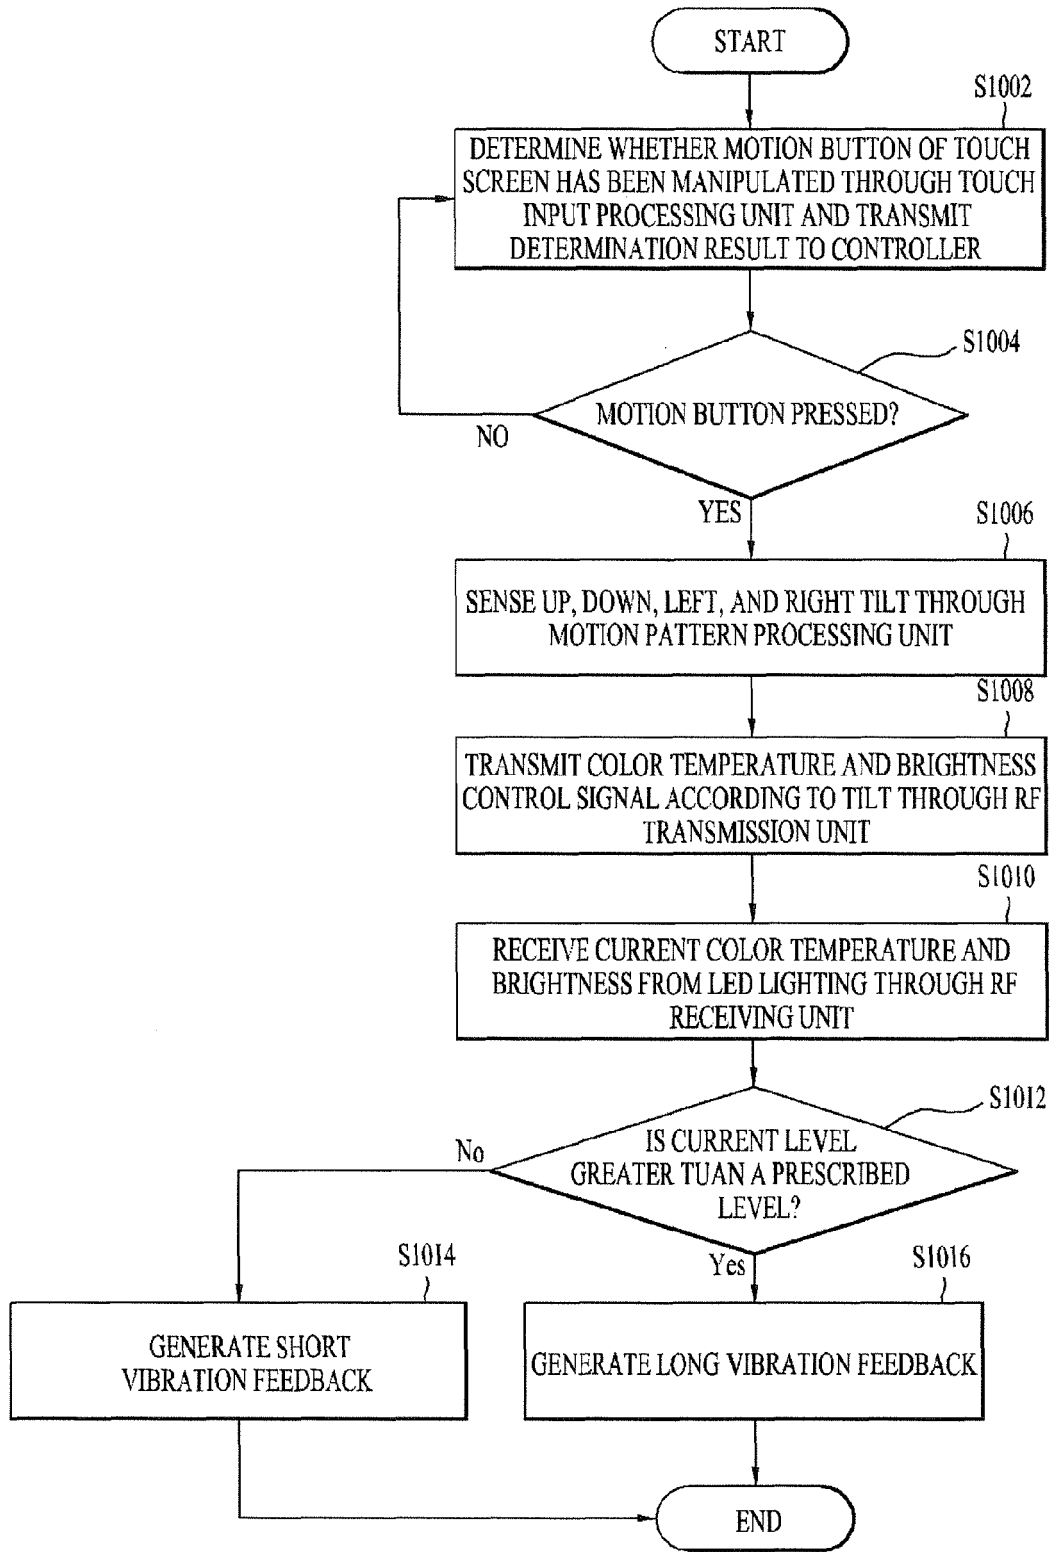 START
S1002
DETERMINE WHETHER MOTION BUTTON OF TOUCH
SCREEN HAS BEEN MANIPULATED THROUGH TOUCH
INPUT PROCESSING UNIT AND TRANSMIT
DETERMINATION RESULT TO CONTROLLER
S1004
MOTION BUTTON PRESSED?
NO
YES
S1006
SENSE UP, DOWN, LEFT, AND RIGHT TILT THROUGH
MOTION PATTERN PROCESSING UNIT
S1008
TRANSMIT COLOR TEMPERATURE AND BRIGHTNESS
CONTROL SIGNAL ACCORDING TO TILT THROUGH RF
TRANSMISSION UNIT
S1010
RECEIVE CURRENT COLOR TEMPERATURE AND
BRIGHTNESS FROM LED LIGHTING THROUGH RF
RECEIVING UNIT
S1012
IS CURRENT LEVEL
GREATER TUAN A PRESCRIBED
LEVEL?
No
Yes
S1014
GENERATE SHORT
VIBRATION FEEDBACK
S1016
GENERATE LONG VIBRATION FEEDBACK
END